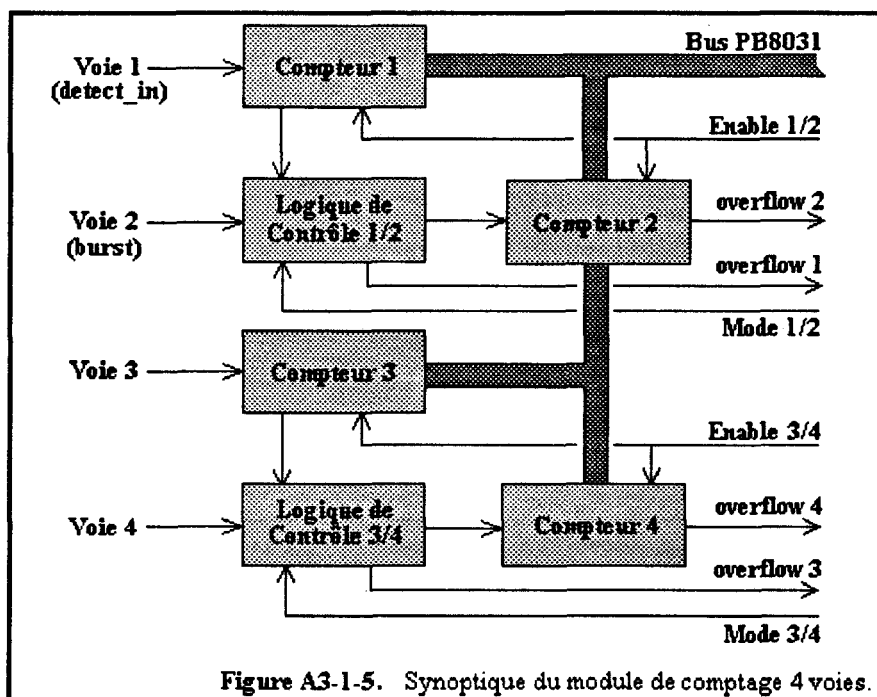 Bus PB8031
Voie 1
(detect_in)
Compteur 1
Enable 1/2
Voie 2
(burst)
Logique de
Contrôle 1/2
Compteur 2
overflow 2
overflow 1
Mode 1/2
Voie 3
Compteur 3
Enable 3/4
Voie 4
Logique de
Contrôle 3/4
Compteur 4
overflow 4
overflow 3
Mode 3/4
Figure A3-1-5. Synoptique du module de comptage 4 voies.